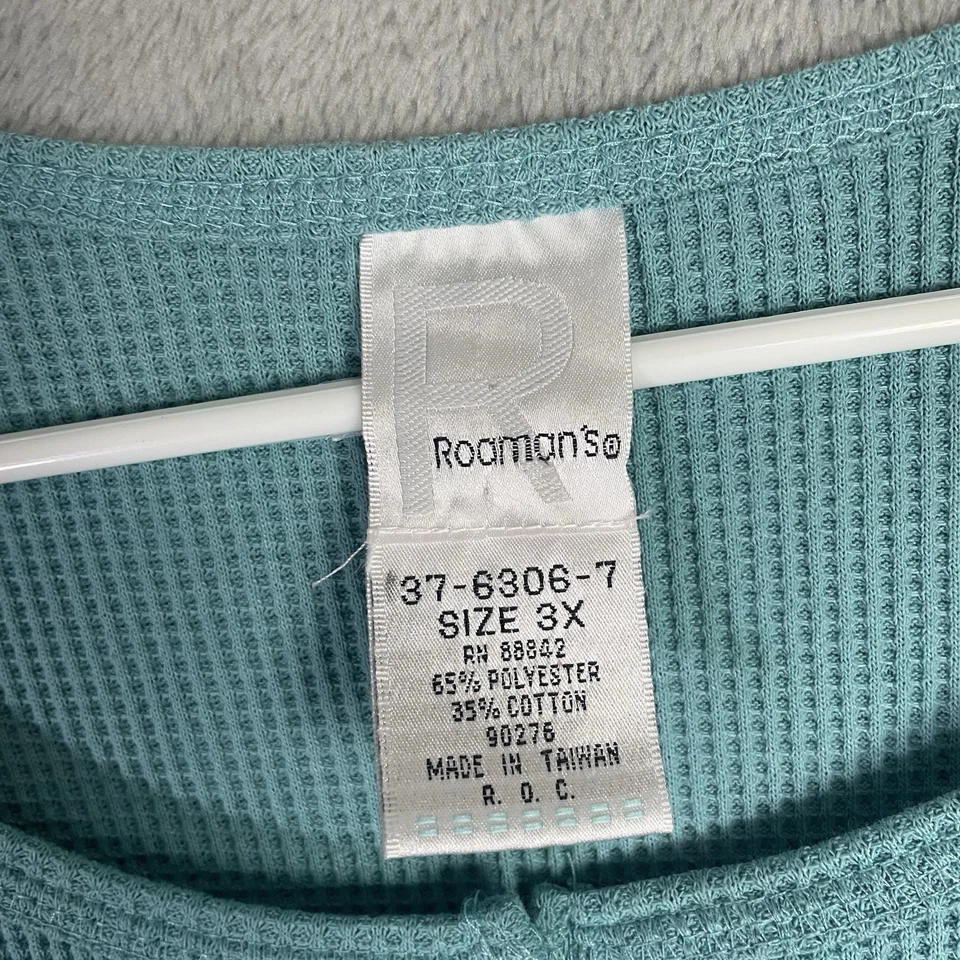 R
Roaman's®
37-6306-7
SIZE 3X
RN 88842
65% POLYESTER
35% COTTON
90276
MADE IN TAIWAN
R. O. C.